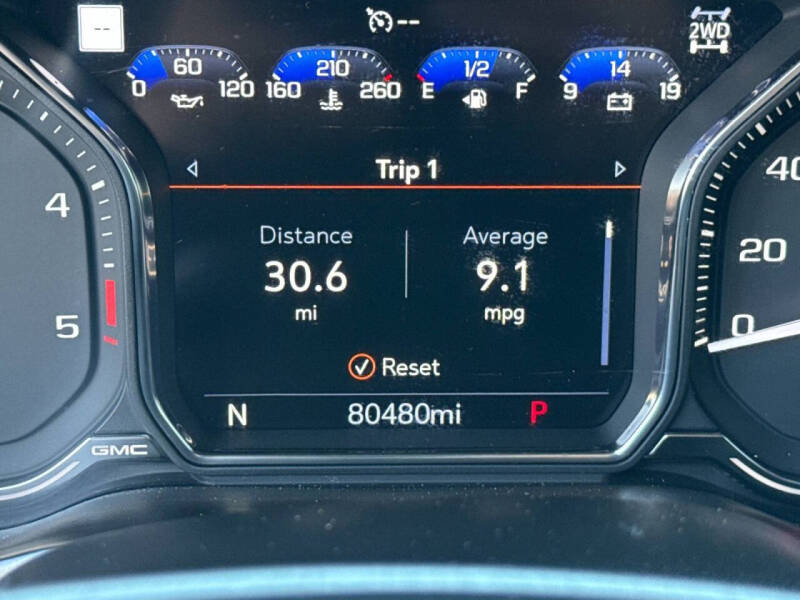 -- --
2WD
0 60 120
160 210 260
E 1/2 F
9 14 19
Trip 1
Distance Average
30.6 9.1
mi mpg
Reset
N 80480mi P
4
5
GMC
40
20
0